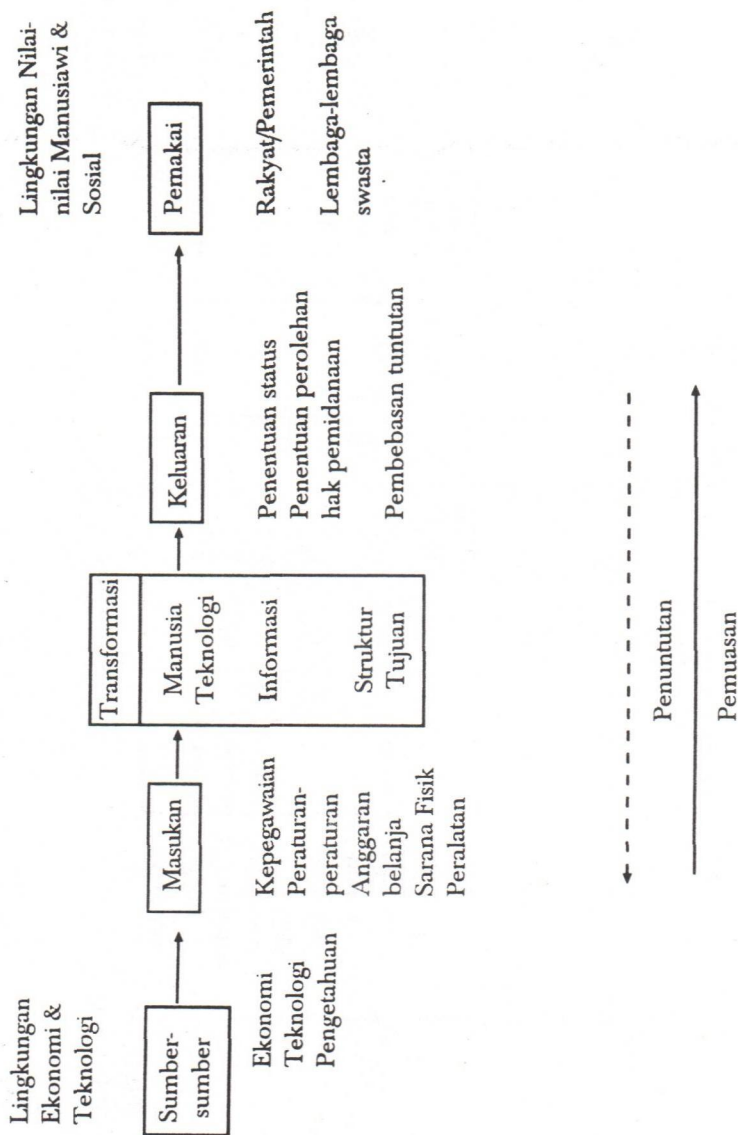 Lingkungan
Ekonomi &
Teknologi
Sumber-
sumber
Ekonomi
Teknologi
Pengetahuan
Masukan
Kepegawaian
Peraturan-
peraturan
Anggaran
belanja
Sarana Fisik
Peralatan
Transformasi
Manusia
Teknologi
Informasi
Struktur
Tujuan
Keluaran
Penentuan status
Penentuan perolehan
hak pemidanaan
Pembebasan tuntutan
Lingkungan Nilai-
nilai Manusiawi &
Sosial
Pemakai
Rakyat/Pemerintah
Lembaga-lembaga
swasta
Penuntutan
Pemuasan